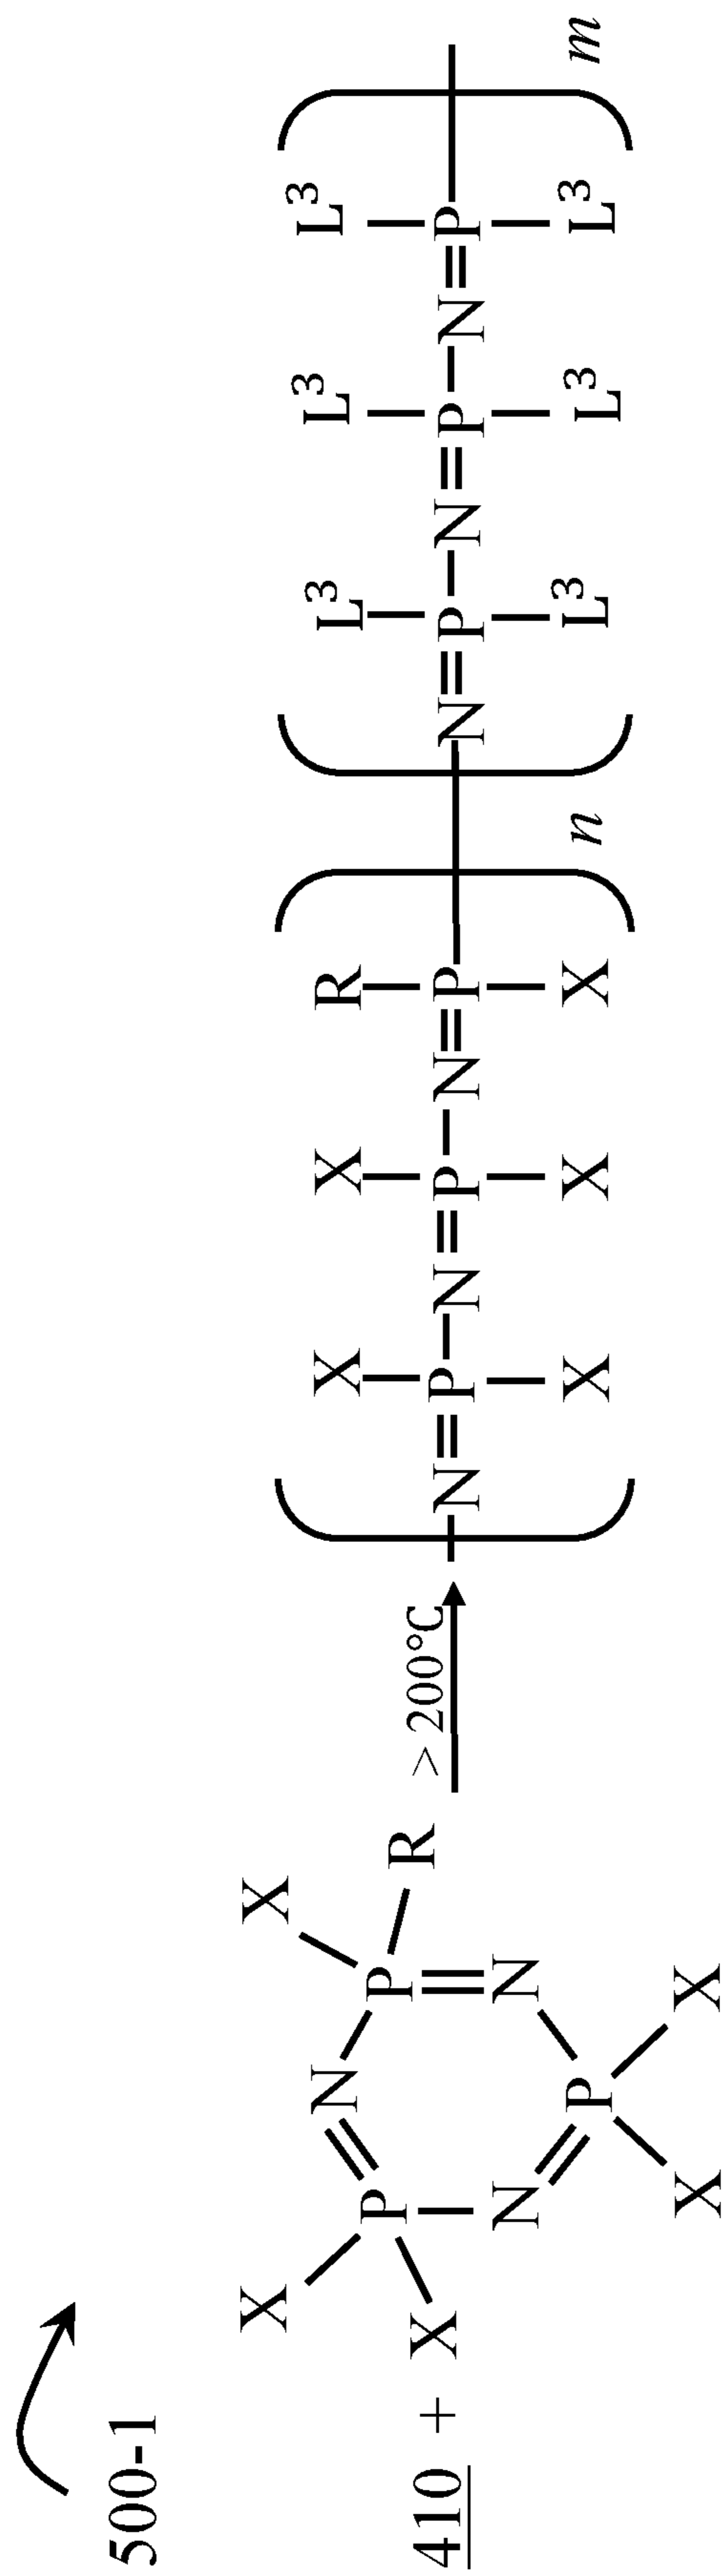 500-1
X X
N X X R L³ L³ L³
P P R > 200°C
410 + X N=P–N=P–N=P N=P–N=P–N=P
N N
P X X X n L³ L³ L³ m
X X